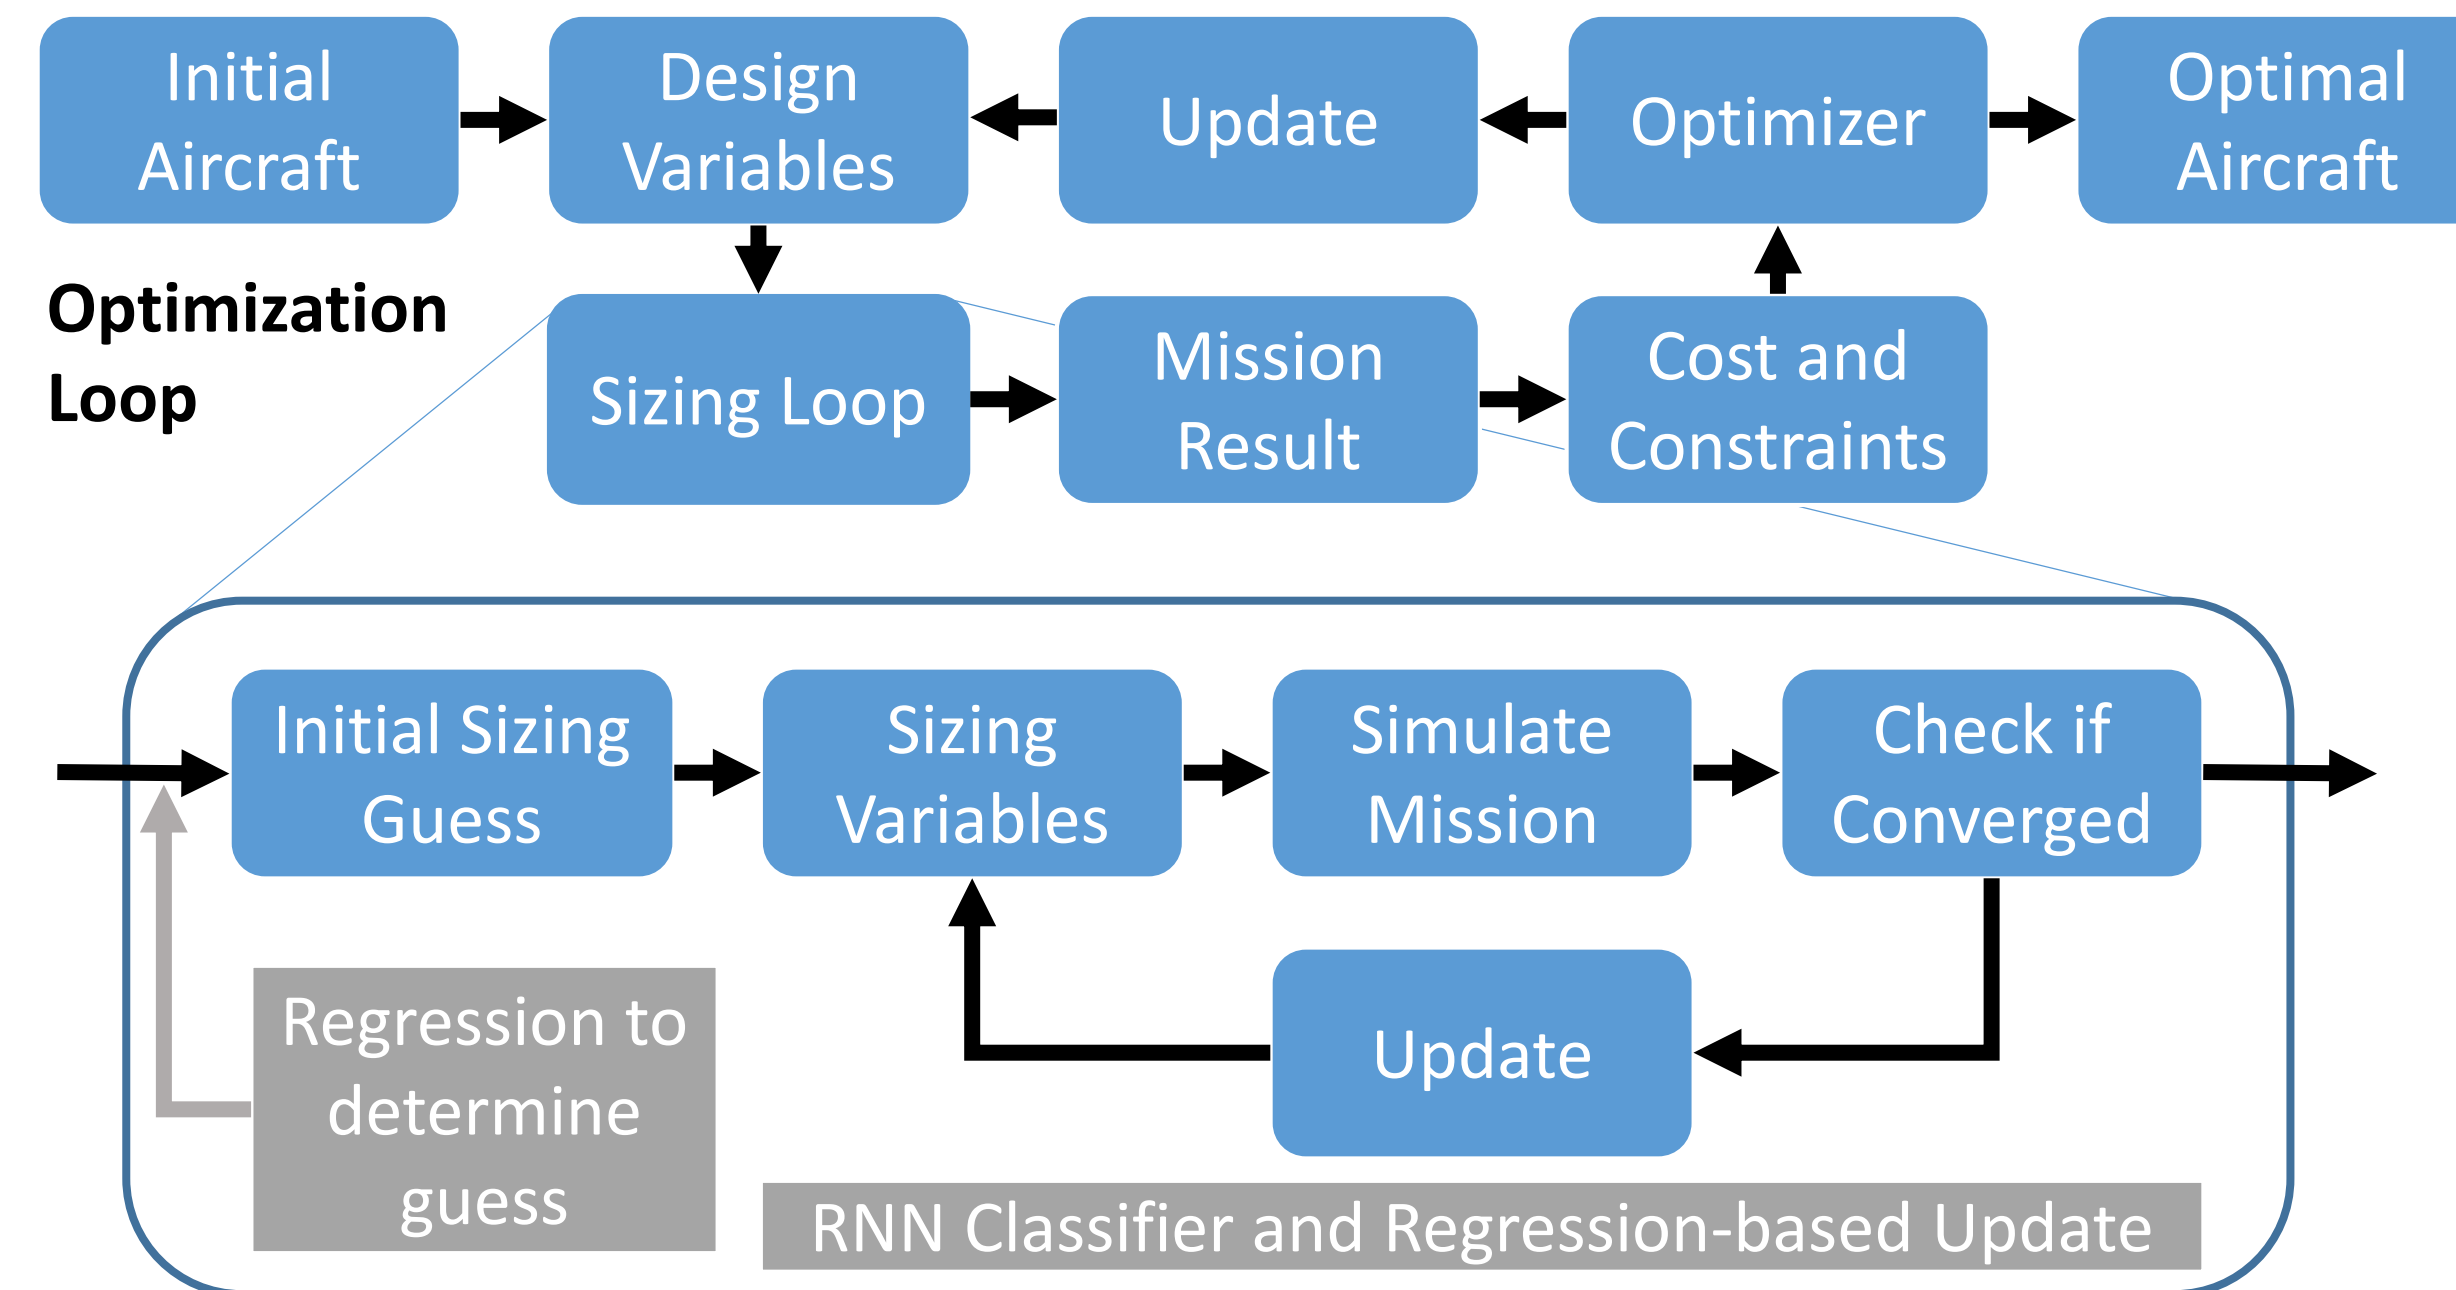 Initial
Aircraft
Design
Variables
Update
Optimizer
Optimal
Aircraft
Optimization
Loop
Sizing Loop
Mission
Result
Cost and
Constraints
Initial Sizing
Guess
Sizing
Variables
Simulate
Mission
Check if
Converged
Regression to
determine
guess
Update
RNN Classifier and Regression-based Update